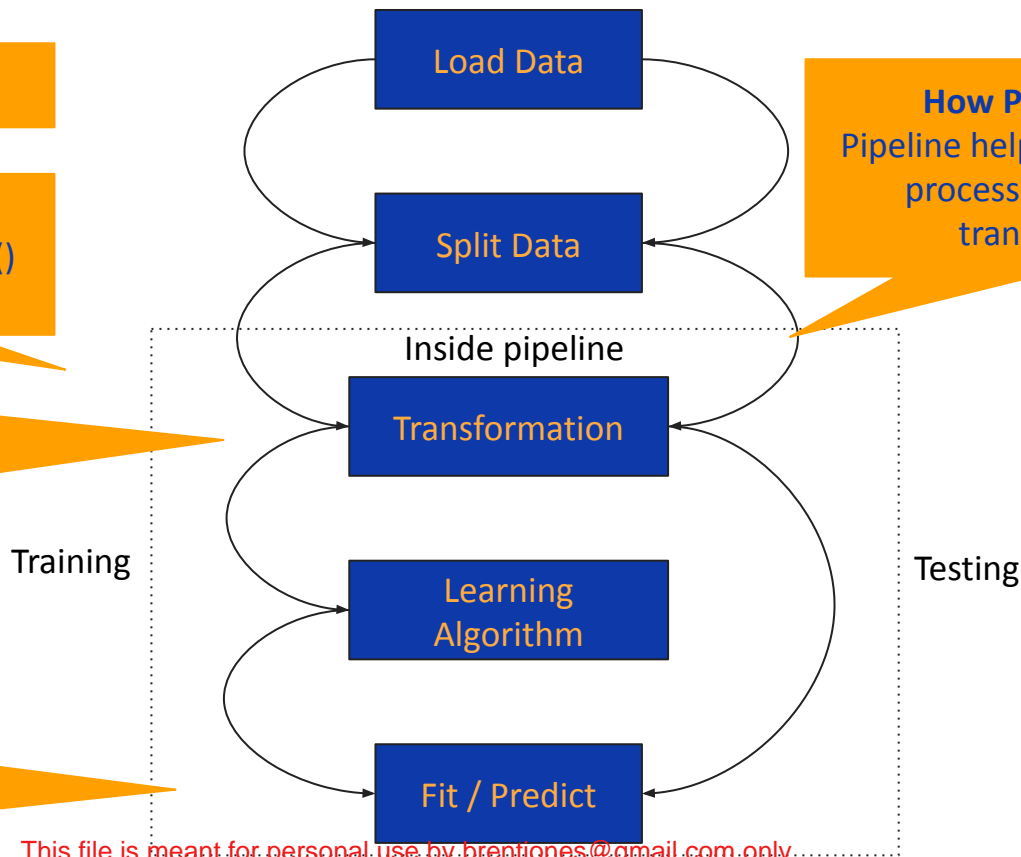 Load Data
How P
Pipeline help
process
tran
()
Split Data
Inside pipeline
Transformation
Training
Testing
Learning
Algorithm
Fit / Predict
This file is meant for personal use by brentjones@gmail.com only